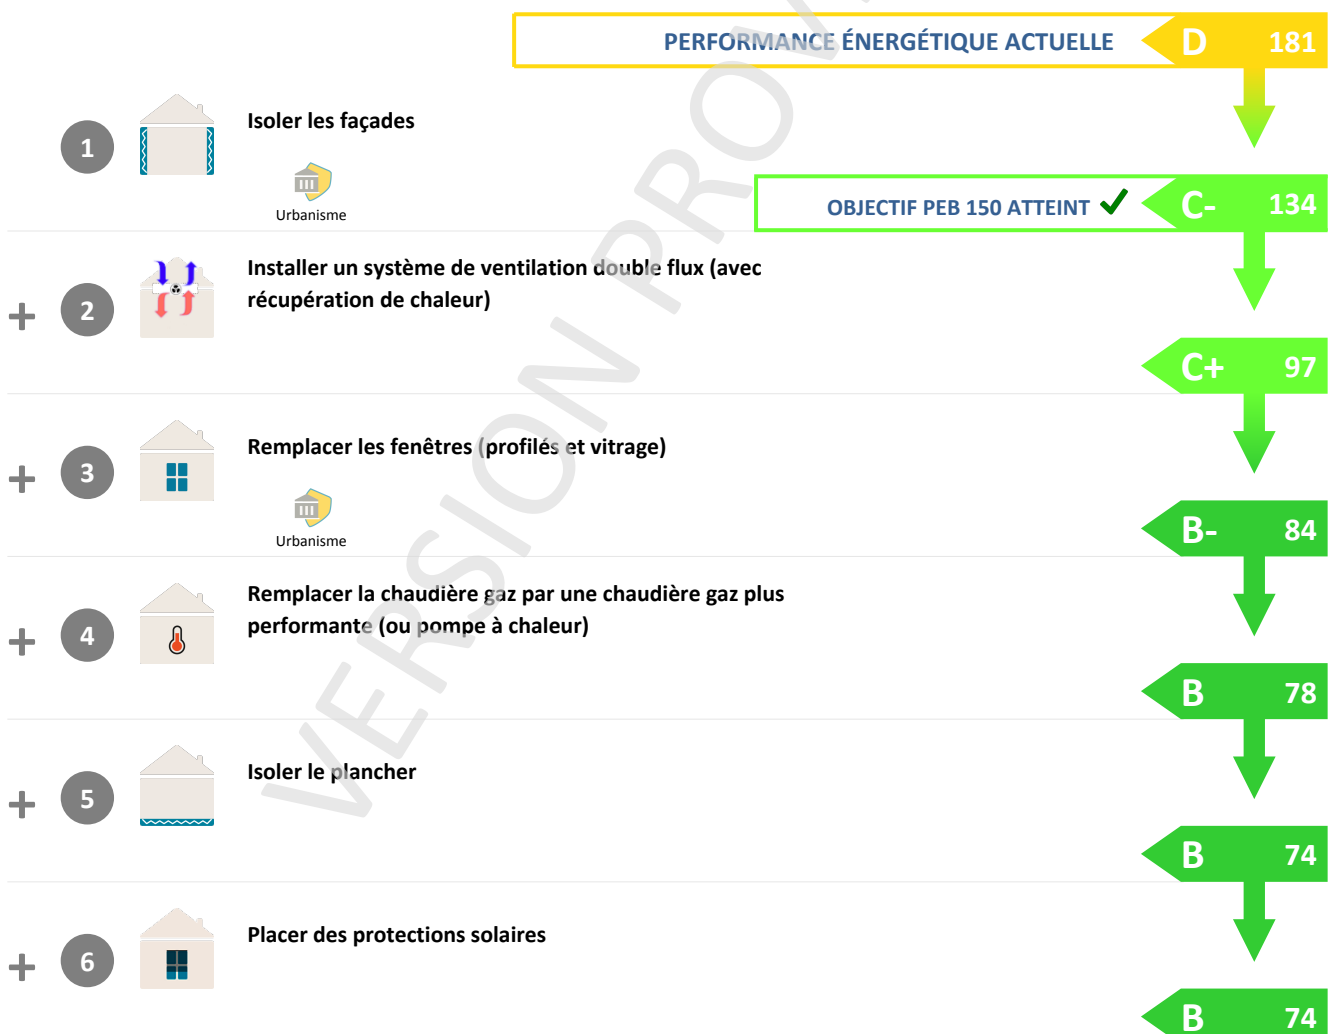 PERFORMANCE ÉNERGÉTIQUE ACTUELLE D 181
1 Isoler les façades
Urbanisme
OBJECTIF PEB 150 ATTEINT C- 134
+ 2 Installer un système de ventilation double flux (avec
récupération de chaleur)
C+ 97
+ 3 Remplacer les fenêtres (profilés et vitrage)
Urbanisme
B- 84
+ 4 Remplacer la chaudière gaz par une chaudière gaz plus
performante (ou pompe à chaleur)
B 78
+ 5 Isoler le plancher
B 74
+ 6 Placer des protections solaires
B 74
VERSION PROV